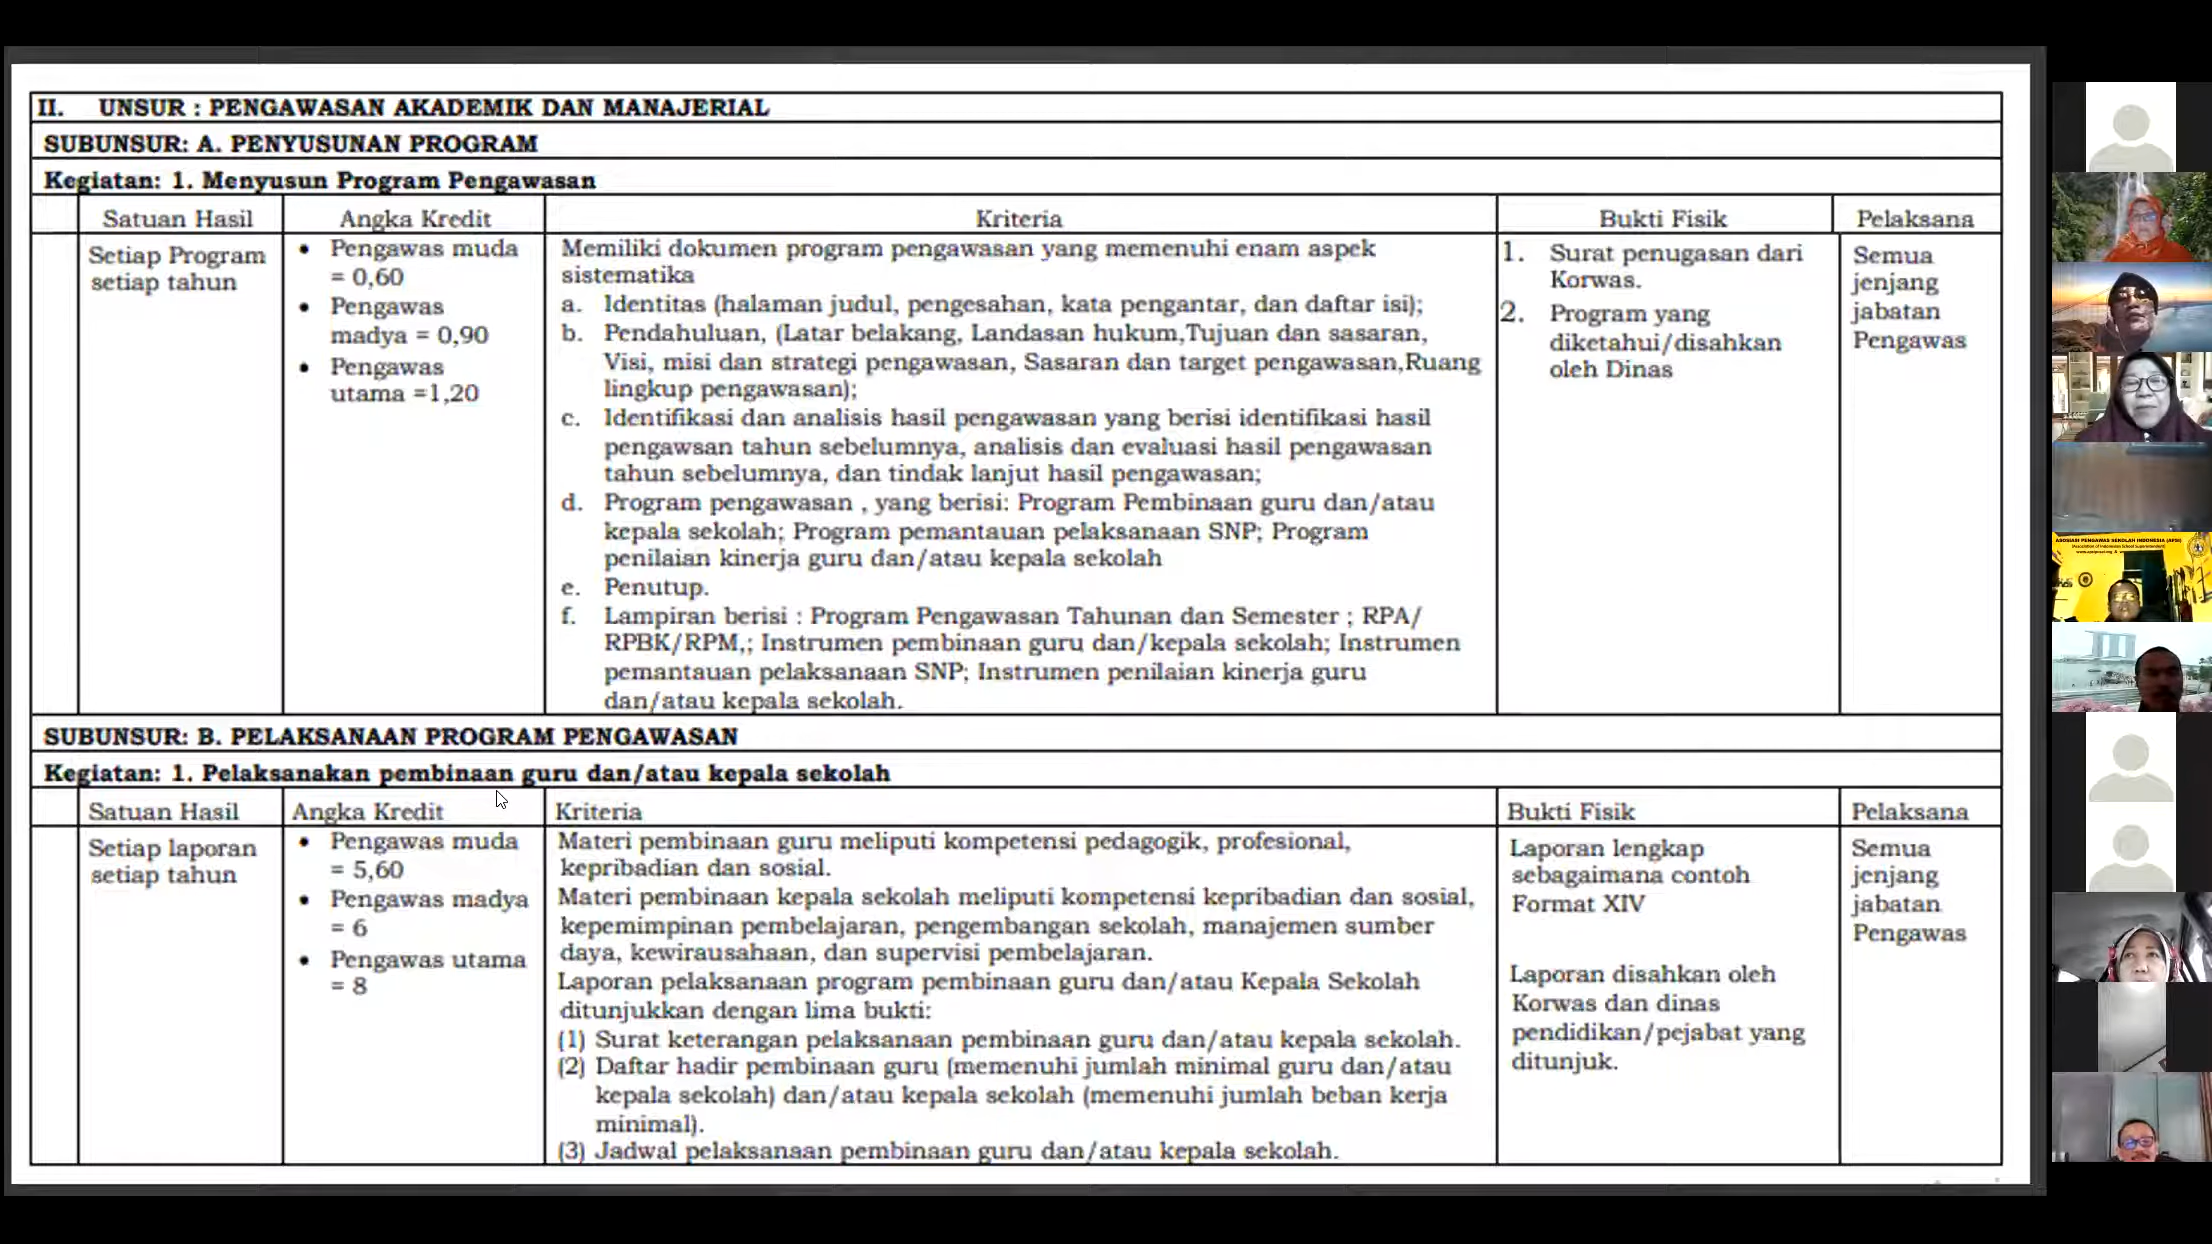 II. UNSUR : PENGAWASAN AKADEMIK DAN MANAJERIAL
SUBUNSUR: A. PENYUSUNAN PROGRAM
Kegiatan: 1. Menyusun Program Pengawasan
Satuan Hasil
Angka Kredit
Kriteria
Bukti Fisik
Pelaksana
Setiap Program
setiap tahun
• Pengawas muda
= 0,60
• Pengawas
madya = 0,90
• Pengawas
utama =1,20
Memiliki dokumen program pengawasan yang memenuhi enam aspek
sistematika
a. Identitas (halaman judul, pengesahan, kata pengantar, dan daftar isi);
b. Pendahuluan, (Latar belakang, Landasan hukum,Tujuan dan sasaran,
Visi, misi dan strategi pengawasan, Sasaran dan target pengawasan,Ruang
lingkup pengawasan);
c. Identifikasi dan analisis hasil pengawasan yang berisi identifikasi hasil
pengawsan tahun sebelumnya, analisis dan evaluasi hasil pengawasan
tahun sebelumnya, dan tindak lanjut hasil pengawasan;
d. Program pengawasan , yang berisi: Program Pembinaan guru dan/atau
kepala sekolah; Program pemantauan pelaksanaan SNP; Program
penilaian kinerja guru dan/atau kepala sekolah
e. Penutup.
f. Lampiran berisi : Program Pengawasan Tahunan dan Semester ; RPA/
RPBK/RPM,; Instrumen pembinaan guru dan/kepala sekolah; Instrumen
pemantauan pelaksanaan SNP; Instrumen penilaian kinerja guru
dan/atau kepala sekolah.
1. Surat penugasan dari
Korwas.
2. Program yang
diketahui/disahkan
oleh Dinas
Semua
jenjang
jabatan
Pengawas
SUBUNSUR: B. PELAKSANAAN PROGRAM PENGAWASAN
Kegiatan: 1. Pelaksanakan pembinaan guru dan/atau kepala sekolah
Satuan Hasil
Angka Kredit
Kriteria
Bukti Fisik
Pelaksana
Setiap laporan
setiap tahun
• Pengawas muda
= 5,60
• Pengawas madya
= 6
• Pengawas utama
= 8
Materi pembinaan guru meliputi kompetensi pedagogik, profesional,
kepribadian dan sosial.
Materi pembinaan kepala sekolah meliputi kompetensi kepribadian dan sosial,
kepemimpinan pembelajaran, pengembangan sekolah, manajemen sumber
daya, kewirausahaan, dan supervisi pembelajaran.
Laporan pelaksanaan program pembinaan guru dan/atau Kepala Sekolah
ditunjukkan dengan lima bukti:
(1) Surat keterangan pelaksanaan pembinaan guru dan/atau kepala sekolah.
(2) Daftar hadir pembinaan guru (memenuhi jumlah minimal guru dan/atau
kepala sekolah) dan/atau kepala sekolah (memenuhi jumlah beban kerja
minimal).
(3) Jadwal pelaksanaan pembinaan guru dan/atau kepala sekolah.
Laporan lengkap
sebagaimana contoh
Format XIV
Laporan disahkan oleh
Korwas dan dinas
pendidikan/pejabat yang
ditunjuk.
Semua
jenjang
jabatan
Pengawas
ASOSIASI PENGAWAS SEKOLAH INDONESIA (APSI)